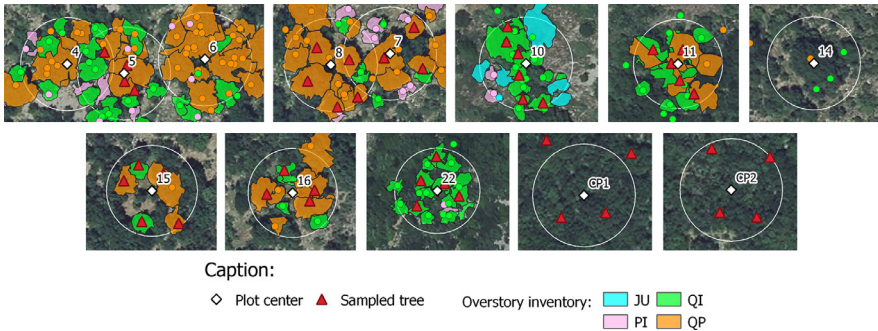 4
5
6
8
7
10
11
14
15
16
22
CP1
CP2
Caption:
Plot center
Sampled tree
Overstory inventory:
JU
QI
PI
QP